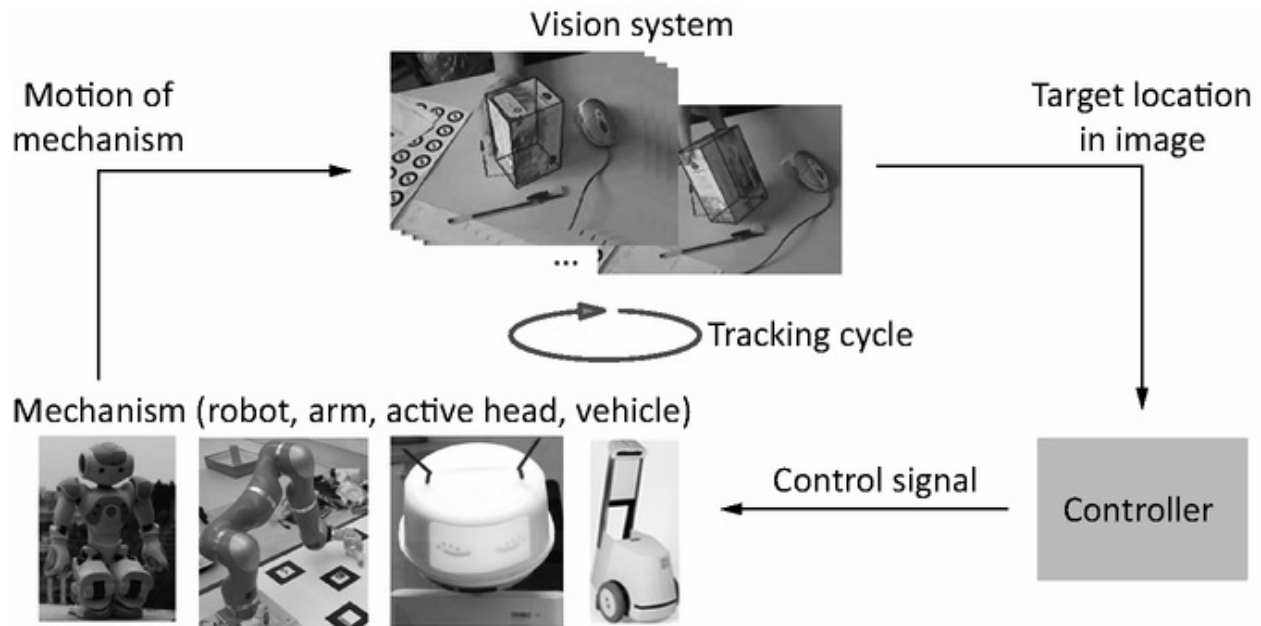 Vision system
Motion of
mechanism
Target location
in image
...
Tracking cycle
Mechanism (robot, arm, active head, vehicle)
Control signal
Controller